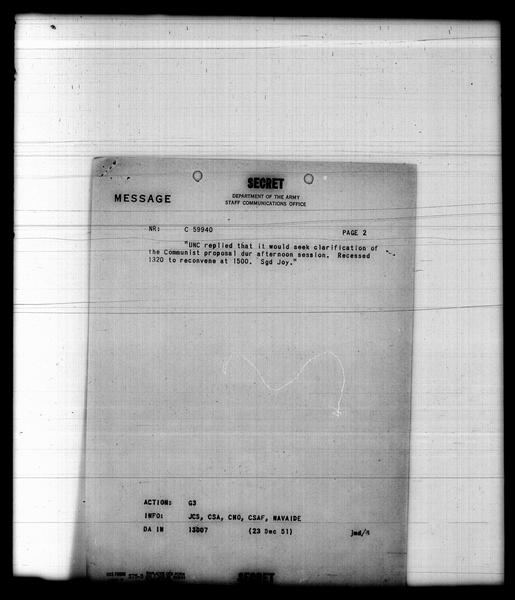 SECRET
MESSAGE
DEPARTMENT OF THE ARMY
STAFF COMMUNICATIONS OFFICE
NR: C 59940 PAGE 2
"UNC replied that it would seek clarification of
the Communist proposal dur afternoon session. Recessed
1320 to reconvene at 1500. Sgd Joy."
ACTION: G3
INFO: JCS, CSA, CNO, CSAF, NAVAIDE
DA IN 13807 (23 Dec 51) jmd/
SECRET